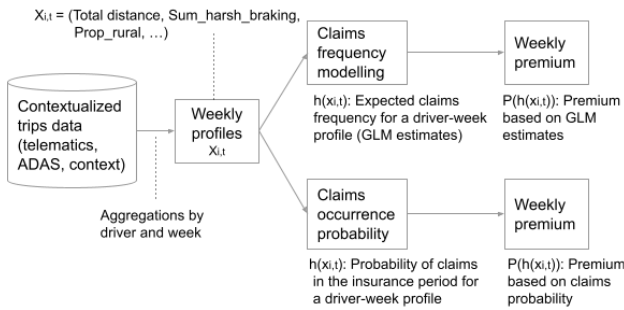 Xi,t = (Total distance, Sum_harsh_braking,
Prop_rural, …)
Contextualized
trips data
(telematics,
ADAS, context)
Weekly
profiles
Xi,t
Aggregations by
driver and week
Claims
frequency
modelling
Weekly
premium
h(xi,t): Expected claims
frequency for a driver-week
profile (GLM estimates)
P(h(xi,t)): Premium
based on GLM
estimates
Claims
occurrence
probability
Weekly
premium
h(xi,t): Probability of claims
in the insurance period for
a driver-week profile
P(h(xi,t)): Premium
based on claims
probability